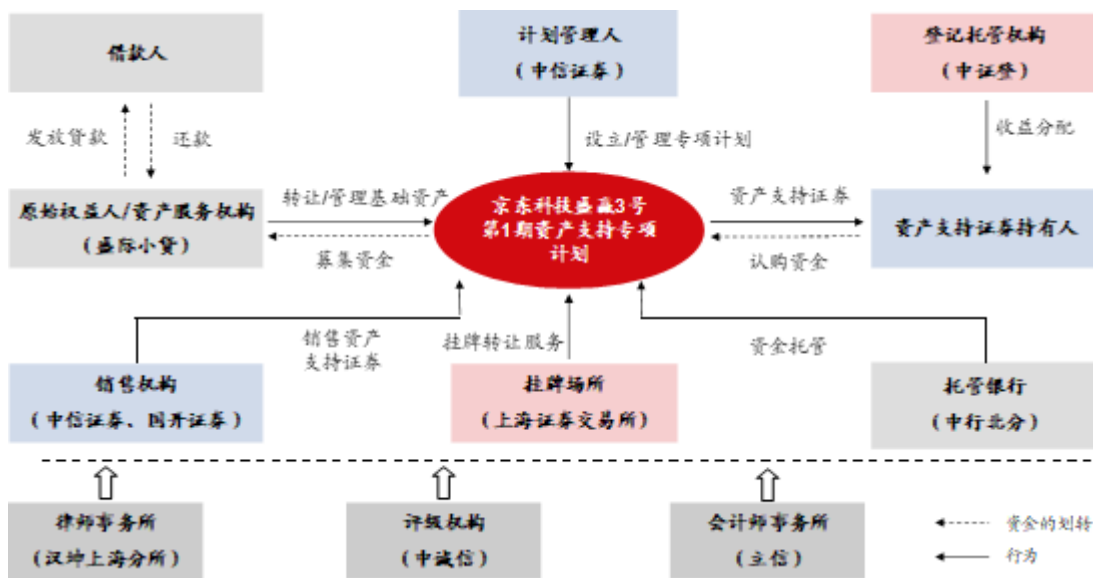 借款人
计划管理人
（中信证券）
登记托管机构
（中证登）
发放贷款
还款
设立/管理专项计划
收益分配
原始权益人/资产服务机构
（盛际小贷）
转让/管理基础资产
募集资金
京东科技盛赢3号
第1期资产支持专项
计划
资产支持证券
认购资金
资产支持证券持有人
销售资产
支持证券
挂牌转让服务
资金托管
销售机构
（中信证券、国开证券）
挂牌场所
（上海证券交易所）
托管银行
（中行北分）
律师事务所
（汉坤上海分所）
评级机构
（中诚信）
会计师事务所
（立信）
资金的划转
行为